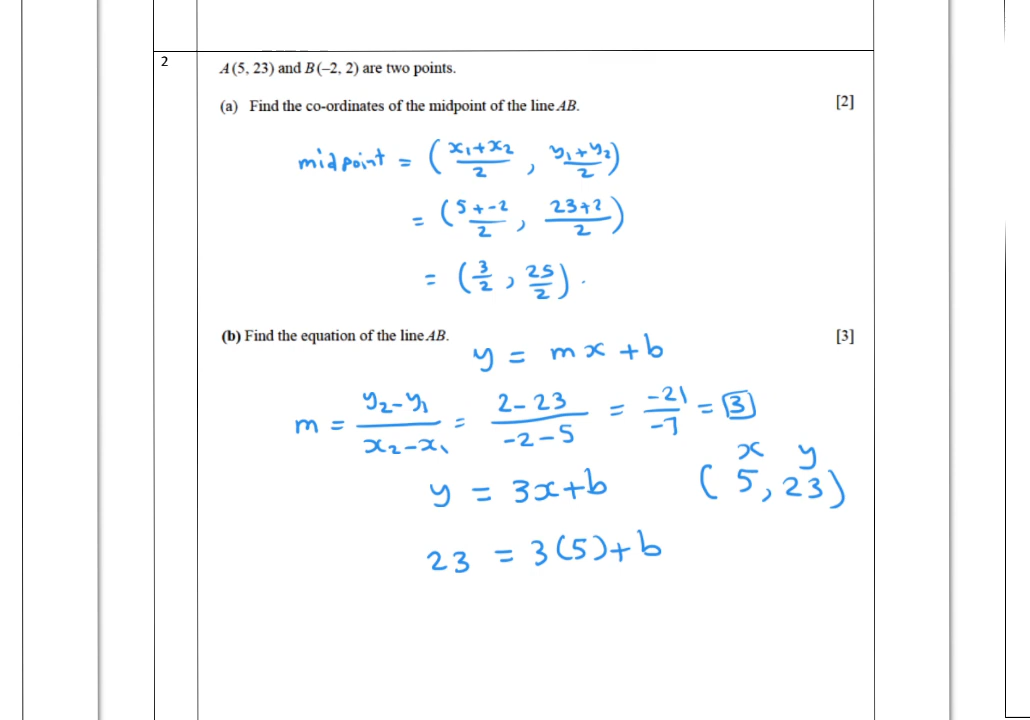 2
A (5, 23) and B (–2, 2) are two points.
(a) Find the co-ordinates of the midpoint of the line AB. [2]
midpoint = (x₁+x₂/2 , y₁+y₂/2)
= (5+-2/2 , 23+2/2)
= (3/2 , 25/2) .
(b) Find the equation of the line AB. [3]
y = mx + b
m = y₂-y₁/x₂-x₁ = 2-23/-2-5 = -21/-7 = 3
x y
y = 3x+b (5, 23)
23 = 3(5)+b